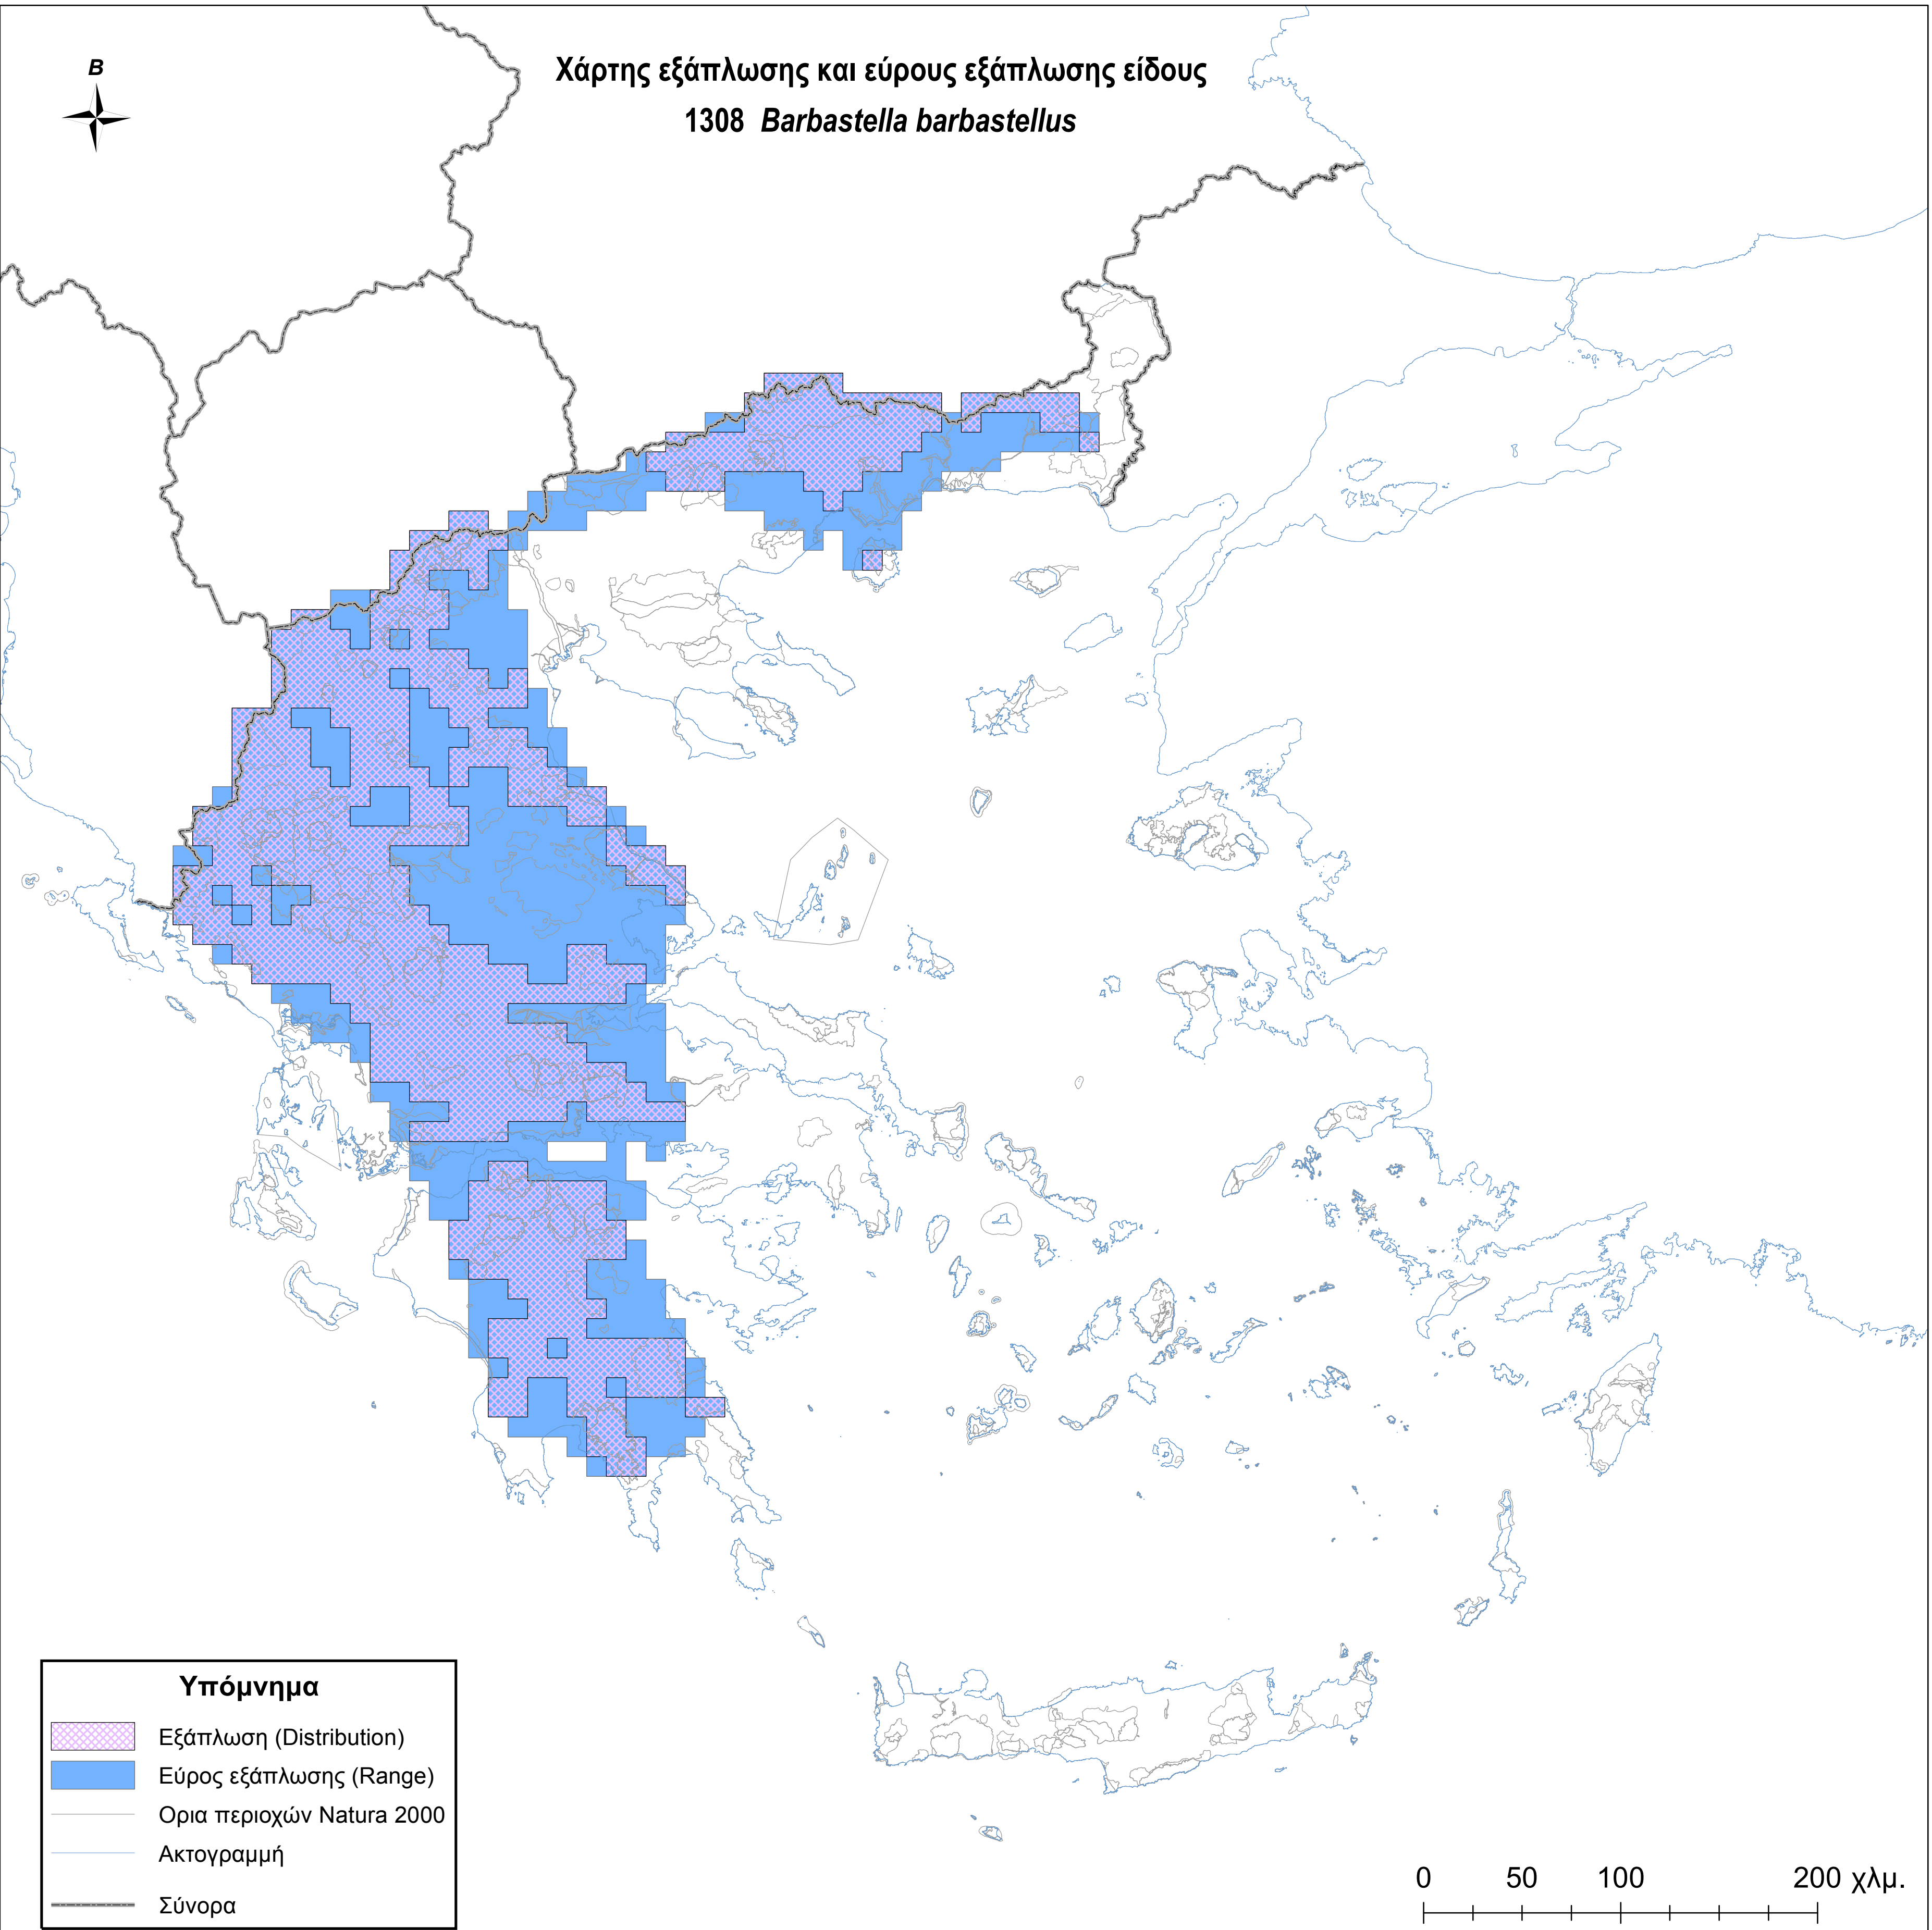 Β
Χάρτης εξάπλωσης και εύρους εξάπλωσης είδους
1308 Barbastella barbastellus
Υπόμνημα
Εξάπλωση (Distribution)
Εύρος εξάπλωσης (Range)
Ορια περιοχών Natura 2000
Ακτογραμμή
Σύνορα
0 50 100 200 χλμ.